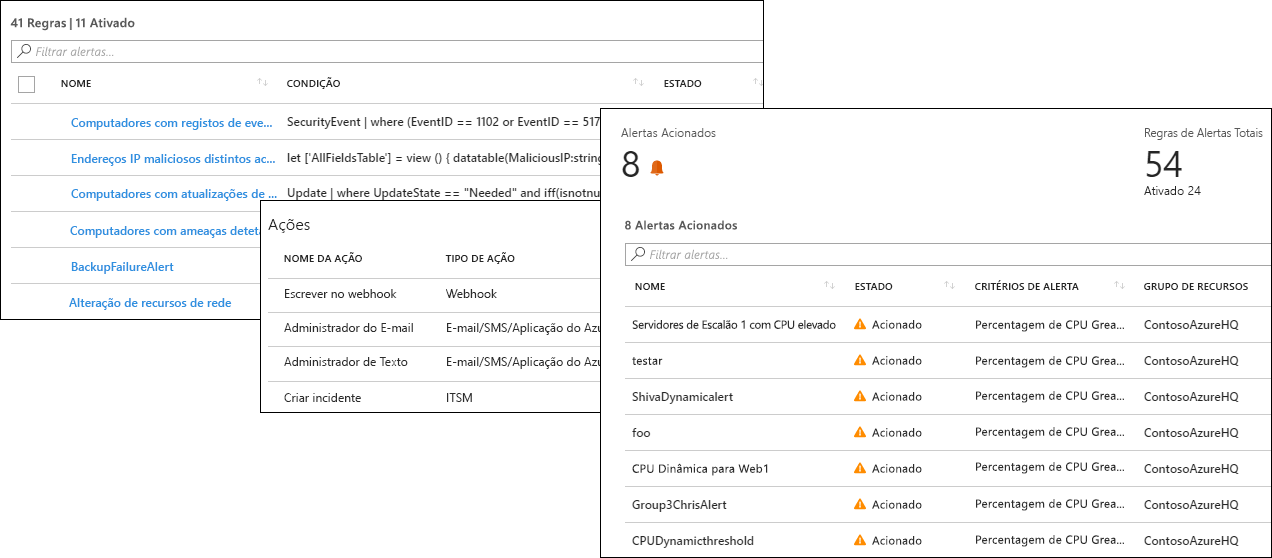 41 Regras | 11 Ativado
Filtrar alertas...
NOME CONDIÇÃO ESTADO
Computadores com registos de eve... SecurityEvent | where (EventID == 1102 or EventID == 517
Endereços IP maliciosos distintos ac... let ['AllFieldsTable'] = view () { datatable(MaliciousIP:string
Computadores com atualizações de ... Update | where UpdateState == "Needed" and iff(isnotnu
Computadores com ameaças deteta
BackupFailureAlert
Alteração de recursos de rede
Ações
NOME DA AÇÃO TIPO DE AÇÃO
Escrever no webhook Webhook
Administrador do E-mail E-mail/SMS/Aplicação do Azu
Administrador de Texto E-mail/SMS/Aplicação do Azu
Criar incidente ITSM
Alertas Acionados Regras de Alertas Totais
8 54
Ativado 24
8 Alertas Acionados
Filtrar alertas...
NOME ESTADO CRITÉRIOS DE ALERTA GRUPO DE RECURSOS
Servidores de Escalão 1 com CPU elevado Acionado Percentagem de CPU Grea... ContosoAzureHQ
testar Acionado Percentagem de CPU Grea... ContosoAzureHQ
ShivaDynamicalert Acionado Percentagem de CPU Grea... ContosoAzureHQ
foo Acionado Percentagem de CPU Grea... ContosoAzureHQ
CPU Dinâmica para Web1 Acionado Percentagem de CPU Grea... ContosoAzureHQ
Group3ChrisAlert Acionado Percentagem de CPU Grea... ContosoAzureHQ
CPUDynamicthreshold Acionado Percentagem de CPU Grea... ContosoAzureHQ